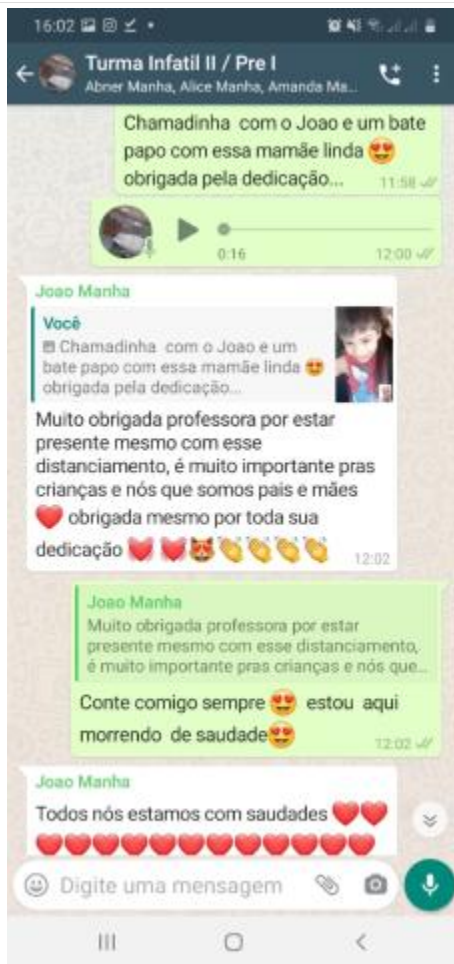 16:02
Turma Infatil II / Pre I
Abner Manha, Alice Manha, Amanda Ma...
Chamadinha com o Joao e um bate
papo com essa mamãe linda 😍
obrigada pela dedicação...
11:58
0:16
12:00
Joao Manha
Você
Chamadinha com o Joao e um
bate papo com essa mamãe linda 😍
obrigada pela dedicação...
Muito obrigada professora por estar
presente mesmo com esse
distanciamento, é muito importante pras
crianças e nós que somos pais e mães
❤️ obrigada mesmo por toda sua
dedicação 💓 💓😻👏👏👏👏
12:02
Joao Manha
Muito obrigada professora por estar
presente mesmo com esse distanciamento,
é muito importante pras crianças e nós que...
Conte comigo sempre 😍 estou aqui
morrendo de saudade😍
12:02
Joao Manha
Todos nós estamos com saudades ❤️❤️
❤️❤️❤️❤️❤️❤️❤️❤️❤️❤️❤️❤️
Digite uma mensagem